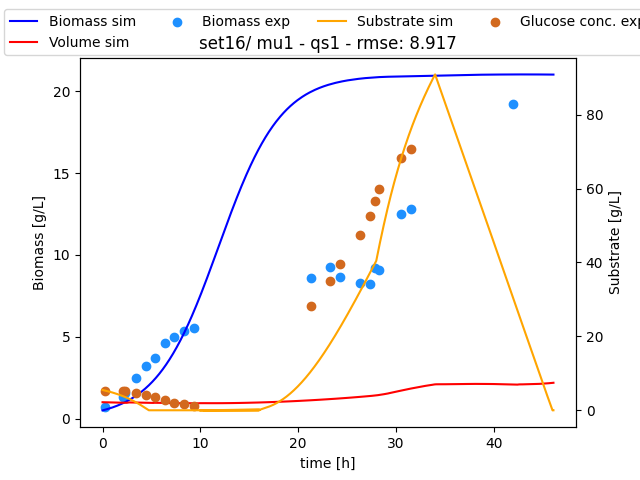 Biomass sim
Biomass exp
Substrate sim
Glucose conc. exp
Volume sim
set16/ mu1 - qs1 - rmse: 8.917
20
15
10
5
0
Biomass [g/L]
80
60
40
20
0
Substrate [g/L]
0
10
20
30
40
time [h]